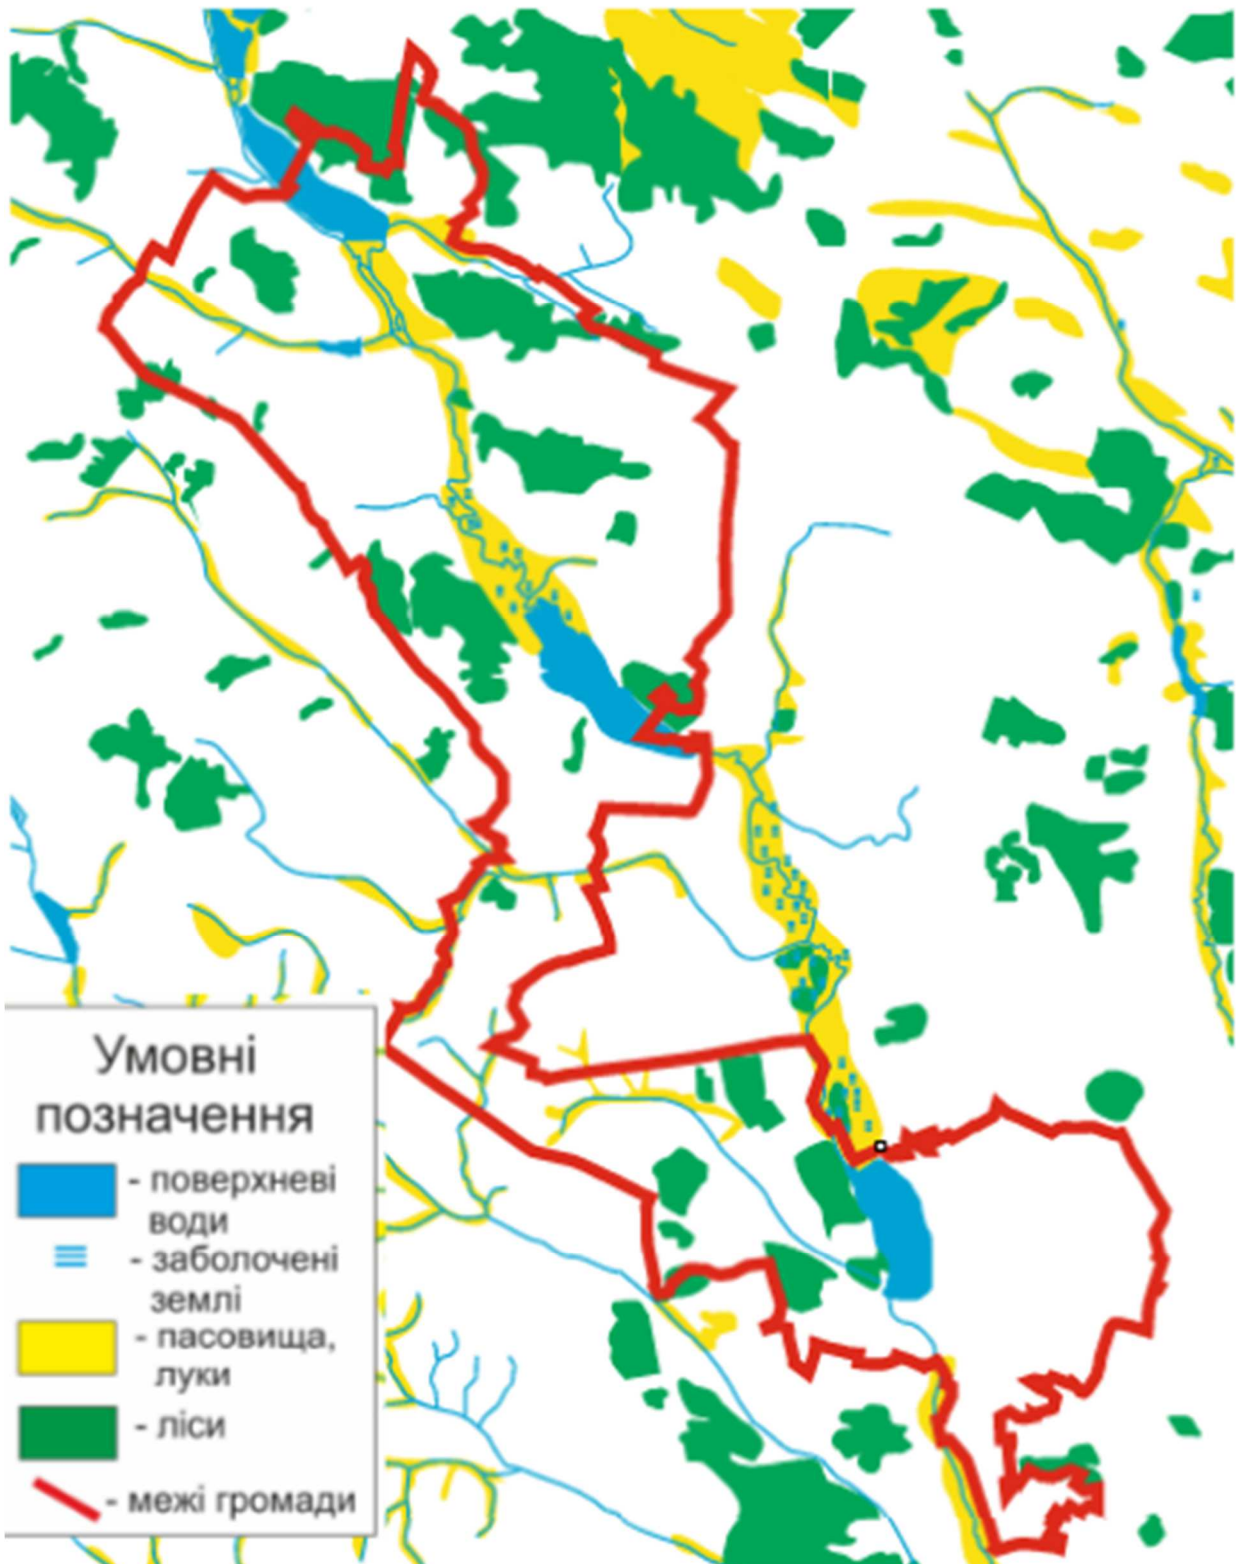 Умовні
позначення
- поверхневі
води
- заболочені
землі
- пасовища,
луки
- ліси
- межі громади